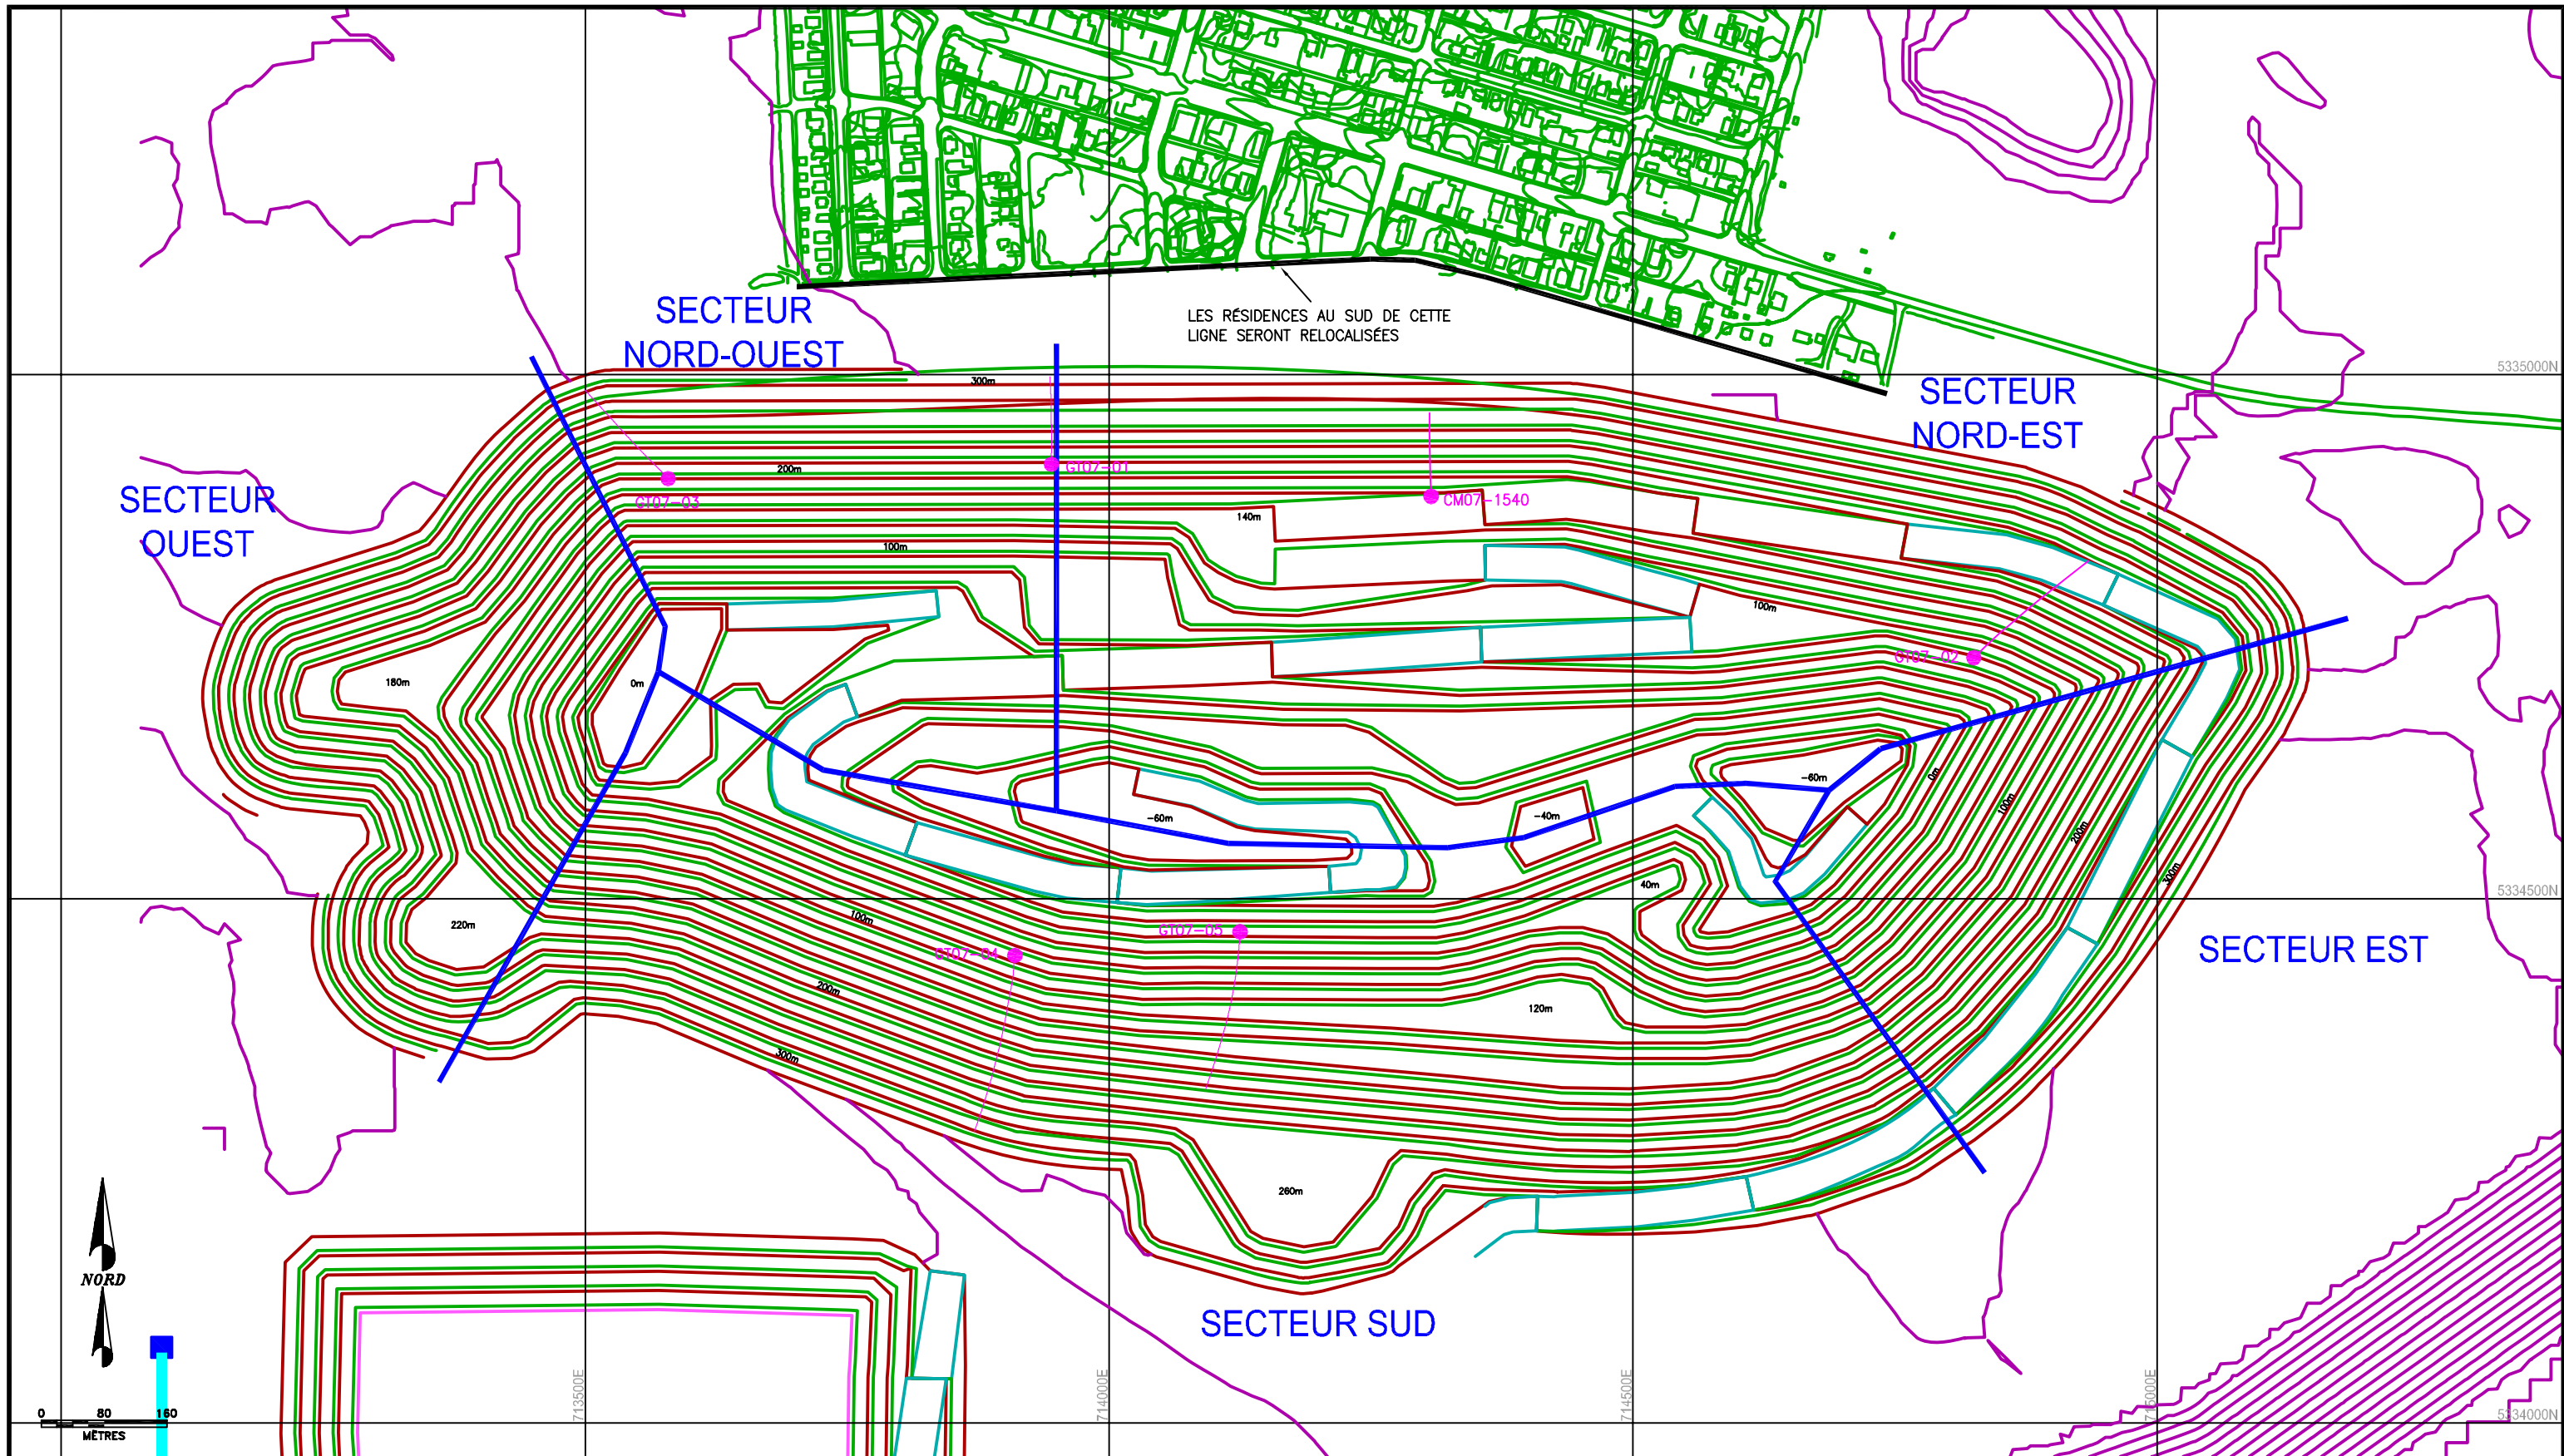 SECTEUR
NORD-OUEST
LES RÉSIDENCES AU SUD DE CETTE
LIGNE SERONT RELOCALISÉES
5335000N
SECTEUR
NORD-EST
300m
SECTEUR
OUEST
200m
GT07-01
GT07-03
CM07-1540
140m
100m
100m
GT07-02
180m
0m
-60m
0m
-60m
-40m
100m
200m
300m
40m
5334500N
100m
220m
GT07-05
GT07-04
SECTEUR EST
200m
120m
300m
260m
NORD
SECTEUR SUD
713500E
714000E
714500E
715000E
0 80 160
MÈTRES
5334000N